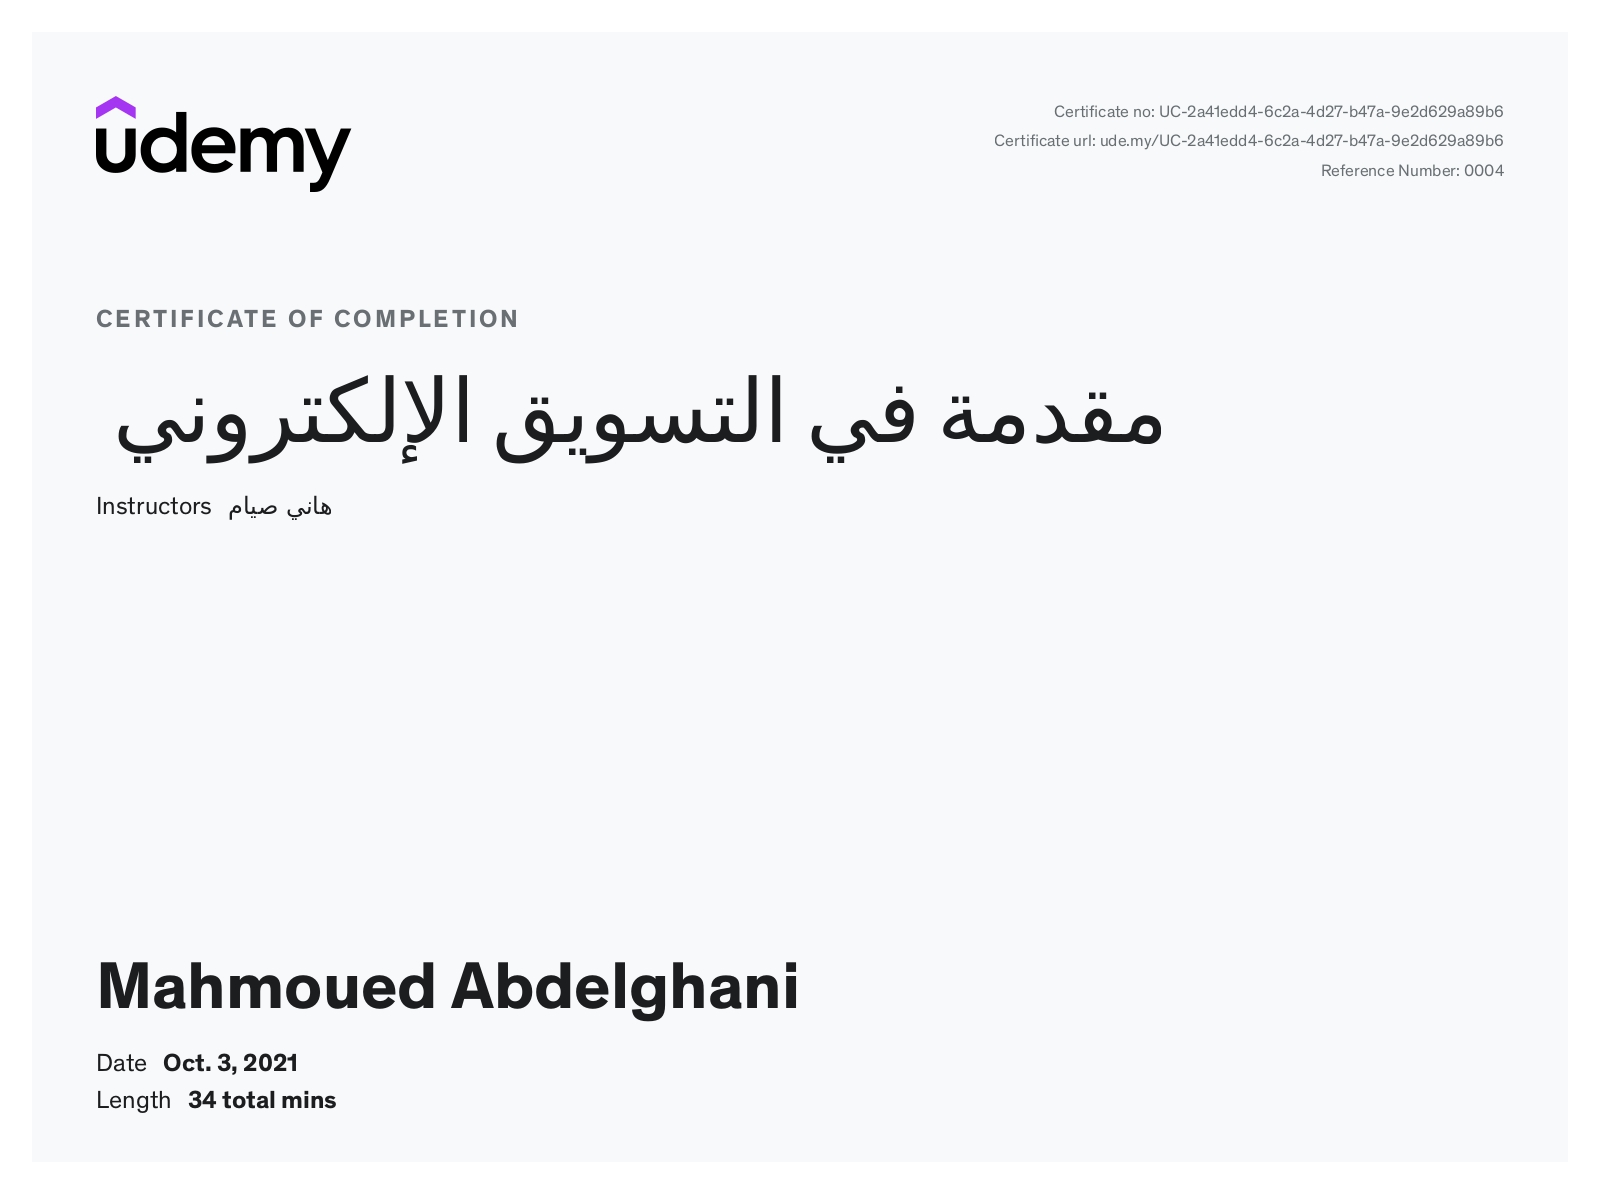 udemy
Certificate no: UC-2a41edd4-6c2a-4d27-b47a-9e2d629a89b6
Certificate url: ude.my/UC-2a41edd4-6c2a-4d27-b47a-9e2d629a89b6
Reference Number: 0004
CERTIFICATE OF COMPLETION
مقدمة في التسويق الإلكتروني
Instructors هاني صيام
Mahmoued Abdelghani
Date Oct. 3, 2021
Length 34 total mins